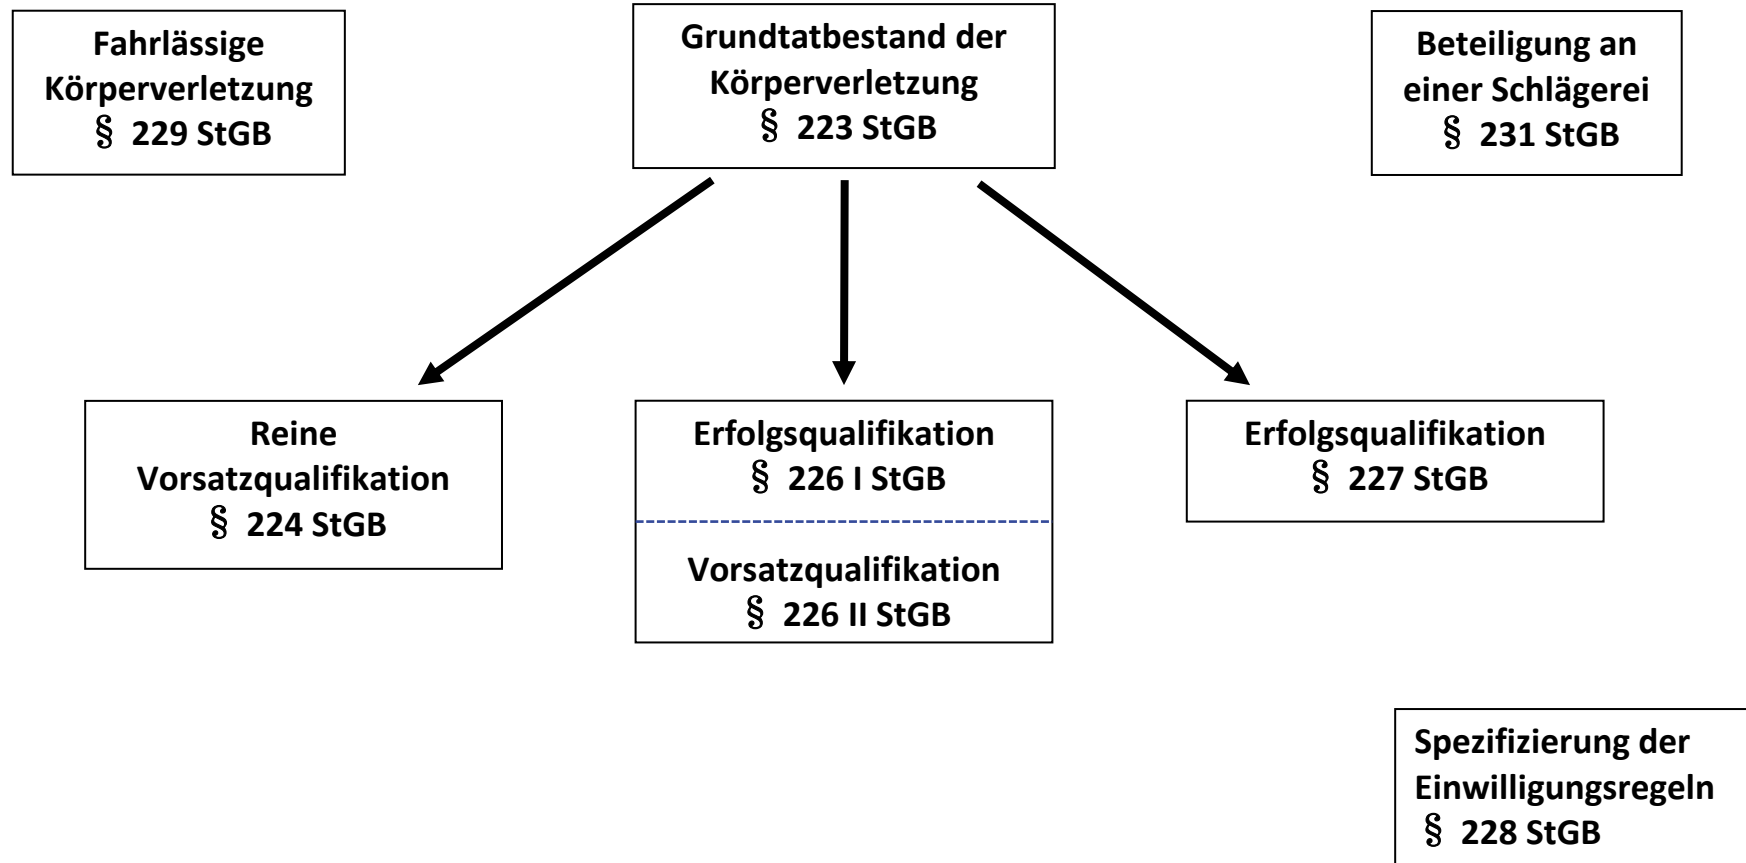 Fahrlässige
Körperverletzung
§ 229 StGB
Grundtatbestand der
Körperverletzung
§ 223 StGB
Beteiligung an
einer Schlägerei
§ 231 StGB
Reine
Vorsatzqualifikation
§ 224 StGB
Erfolgsqualifikation
§ 226 I StGB
Vorsatzqualifikation
§ 226 II StGB
Erfolgsqualifikation
§ 227 StGB
Spezifizierung der
Einwilligungsregeln
§ 228 StGB